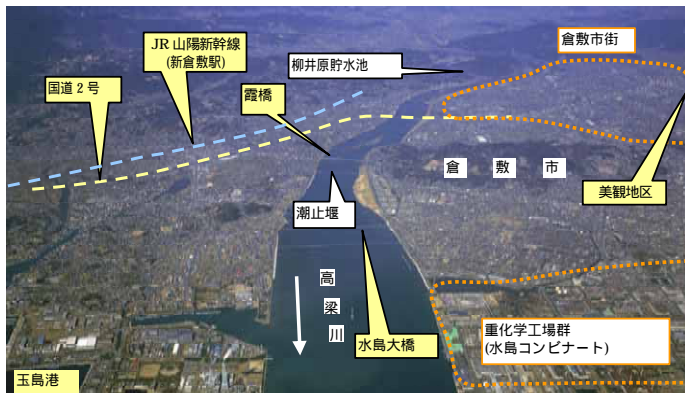 倉敷市街
JR 山陽新幹線
(新倉敷駅)
柳井原貯水池
国道 2 号
霞橋
倉敷市
美観地区
潮止堰
高梁川
水島大橋
重化学工場群
(水島コンビナート)
玉島港